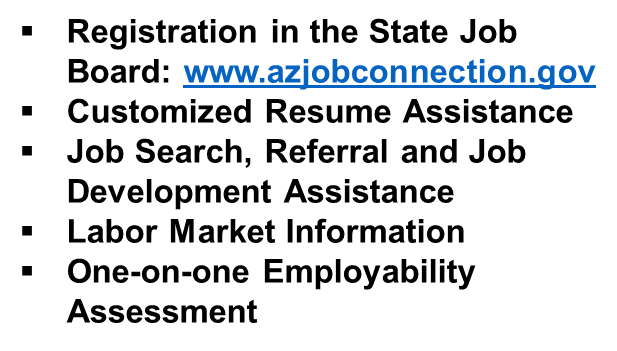 ▪ Registration in the State Job
Board: www.azjobconnection.gov
▪ Customized Resume Assistance
▪ Job Search, Referral and Job
Development Assistance
▪ Labor Market Information
▪ One-on-one Employability
Assessment